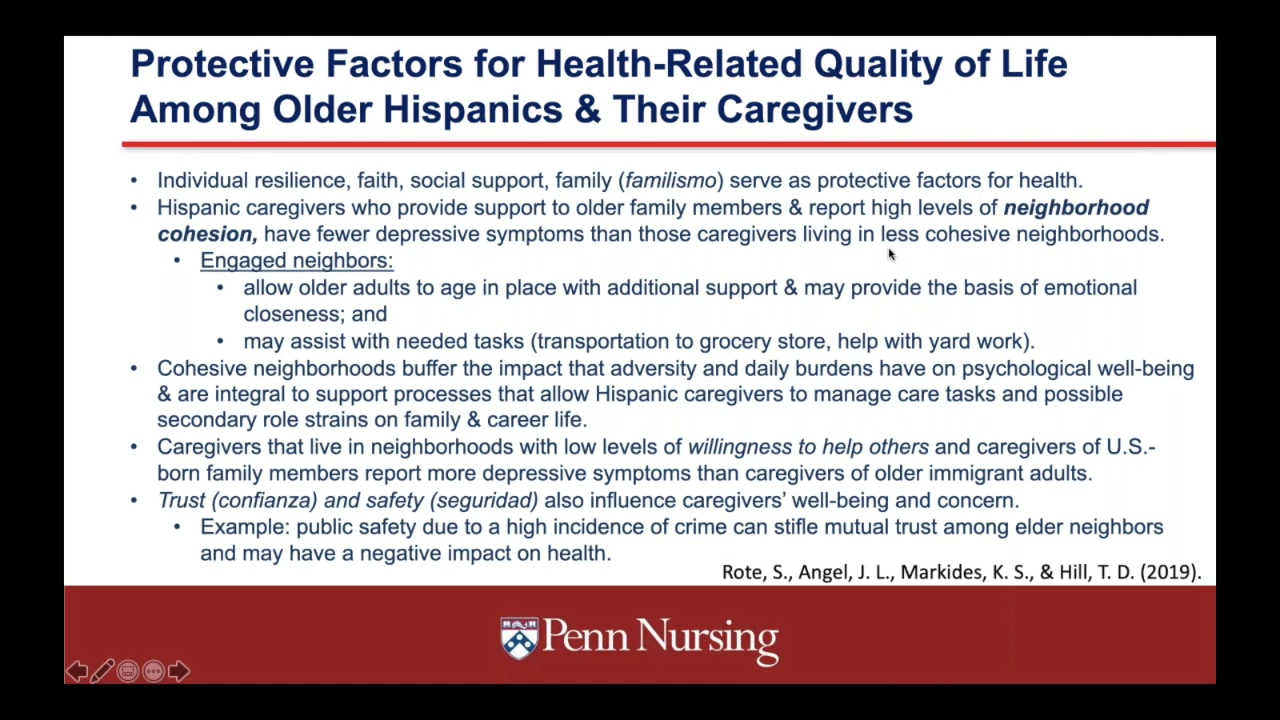 Protective Factors for Health-Related Quality of Life
Among Older Hispanics & Their Caregivers
• Individual resilience, faith, social support, family (familismo) serve as protective factors for health.
• Hispanic caregivers who provide support to older family members & report high levels of neighborhood
cohesion, have fewer depressive symptoms than those caregivers living in less cohesive neighborhoods.
• Engaged neighbors:
• allow older adults to age in place with additional support & may provide the basis of emotional
closeness; and
• may assist with needed tasks (transportation to grocery store, help with yard work).
• Cohesive neighborhoods buffer the impact that adversity and daily burdens have on psychological well-being
& are integral to support processes that allow Hispanic caregivers to manage care tasks and possible
secondary role strains on family & career life.
• Caregivers that live in neighborhoods with low levels of willingness to help others and caregivers of U.S.-
born family members report more depressive symptoms than caregivers of older immigrant adults.
• Trust (confianza) and safety (seguridad) also influence caregivers' well-being and concern.
• Example: public safety due to a high incidence of crime can stifle mutual trust among elder neighbors
and may have a negative impact on health.
Rote, S., Angel, J. L., Markides, K. S., & Hill, T. D. (2019).
Penn Nursing